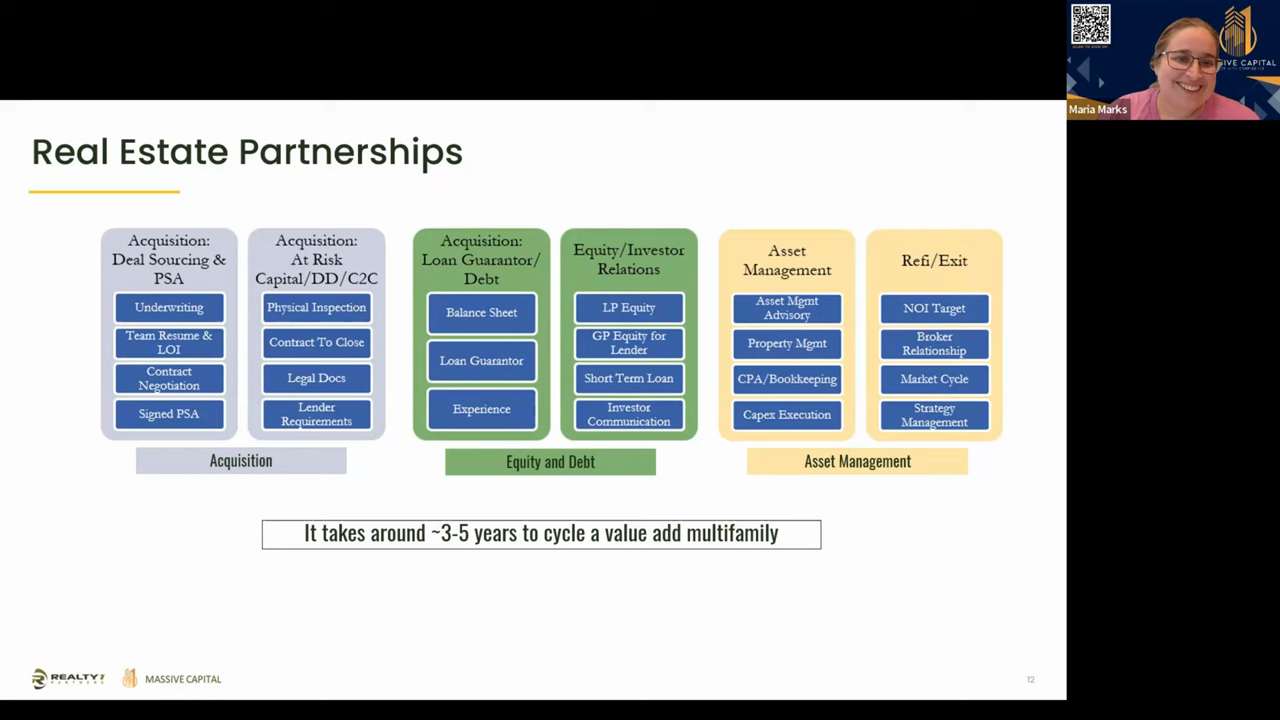 Real Estate Partnerships
Acquisition:
Deal Sourcing &
PSA
Underwriting
Team Resume &
LOI
Contract
Negotiation
Signed PSA
Acquisition:
At Risk
Capital/DD/C2C
Physical Inspection
Contract To Close
Legal Docs
Lender
Requirements
Acquisition
Acquisition:
Loan Guarantor/
Debt
Balance Sheet
Loan Guarantor
Experience
Equity/Investor
Relations
LP Equity
GP Equity for
Lender
Short Term Loan
Investor
Communication
Equity and Debt
Asset
Management
Asset Mgmt
Advisory
Property Mgmt
CPA/Bookkeeping
Capex Execution
Refi/Exit
NOI Target
Broker
Relationship
Market Cycle
Strategy
Management
Asset Management
It takes around ~3-5 years to cycle a value add multifamily
REALTY
PARTNERS
MASSIVE CAPITAL
12
SIVE CAPITAL
Maria Marks